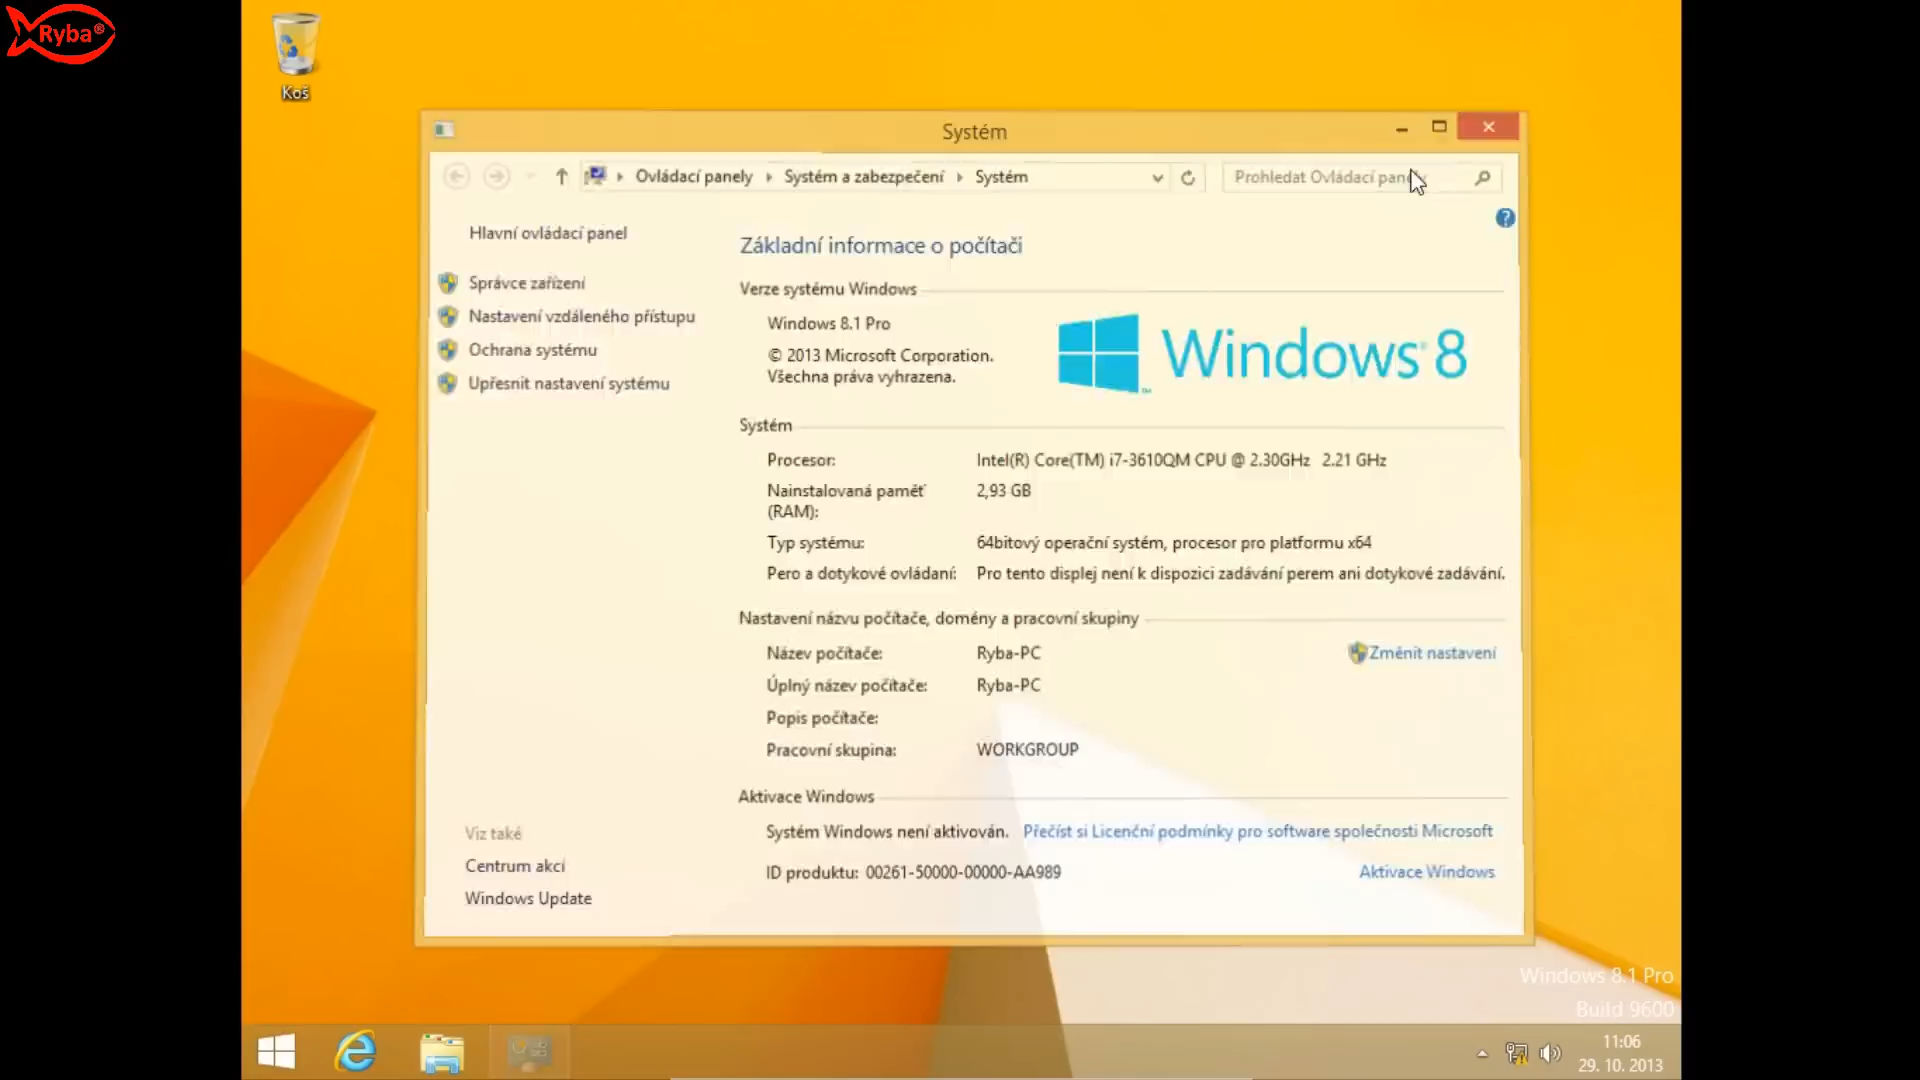 Ryba®
Koš
Systém
Ovládací panely
Systém a zabezpečení
Systém
Prohledat Ovládací panely
Hlavní ovládací panel
Správce zařízení
Nastavení vzdáleného přístupu
Ochrana systému
Upřesnit nastavení systému
Základní informace o počítači
Verze systému Windows
Windows 8.1 Pro
© 2013 Microsoft Corporation.
Všechna práva vyhrazena.
Windows® 8
Systém
Procesor: Intel(R) Core(TM) i7-3610QM CPU @ 2.30GHz 2.21 GHz
Nainstalovaná paměť 2,93 GB
(RAM):
Typ systému: 64bitový operační systém, procesor pro platformu x64
Pero a dotykové ovládaní: Pro tento displej není k dispozici zadávání perem ani dotykové zadávání.
Nastavení názvu počítače, domény a pracovní skupiny
Název počítače: Ryba-PC
Změnit nastavení
Úplný název počítače: Ryba-PC
Popis počítače:
Pracovní skupina: WORKGROUP
Aktivace Windows
Systém Windows není aktivován. Přečíst si Licenční podmínky pro software společnosti Microsoft
ID produktu: 00261-50000-00000-AA989
Aktivace Windows
Viz také
Centrum akcí
Windows Update
Windows 8.1 Pro
Build 9600
11:06
29. 10. 2013